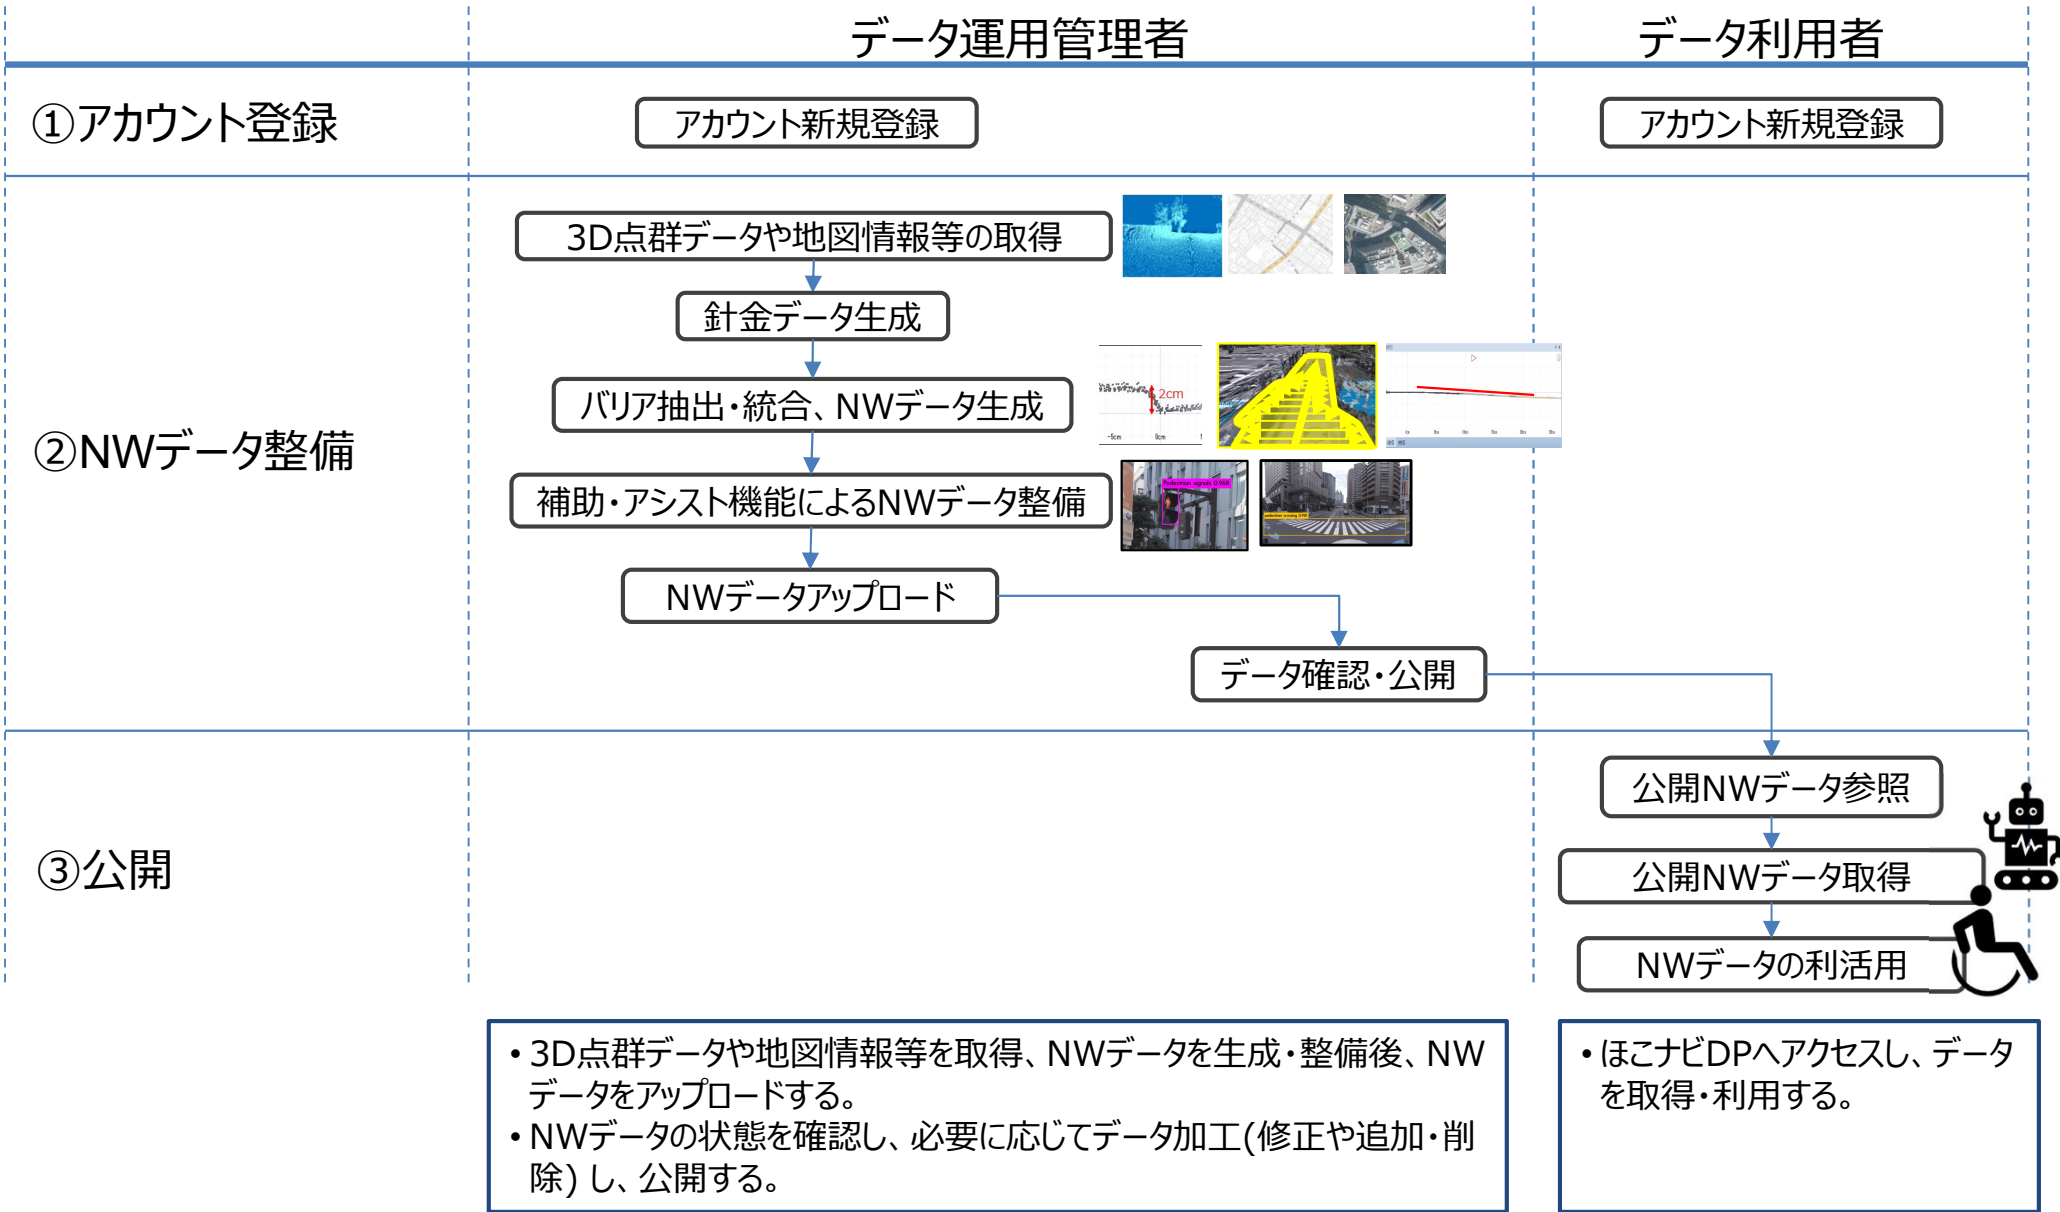 データ運用管理者
データ利用者
①アカウント登録
アカウント新規登録
アカウント新規登録
3D点群データや地図情報等の取得
針金データ生成
バリア抽出・統合、NWデータ生成
2cm
-5cm
0cm
②NWデータ整備
補助・アシスト機能によるNWデータ整備
Pedestrian signals 0.968
NWデータアップロード
データ確認・公開
公開NWデータ参照
③公開
公開NWデータ取得
NWデータの利活用
• 3D点群データや地図情報等を取得、NWデータを生成・整備後、NW
データをアップロードする。
• NWデータの状態を確認し、必要に応じてデータ加工(修正や追加・削
除) し、公開する。
• ほこナビDPへアクセスし、データ
を取得・利用する。